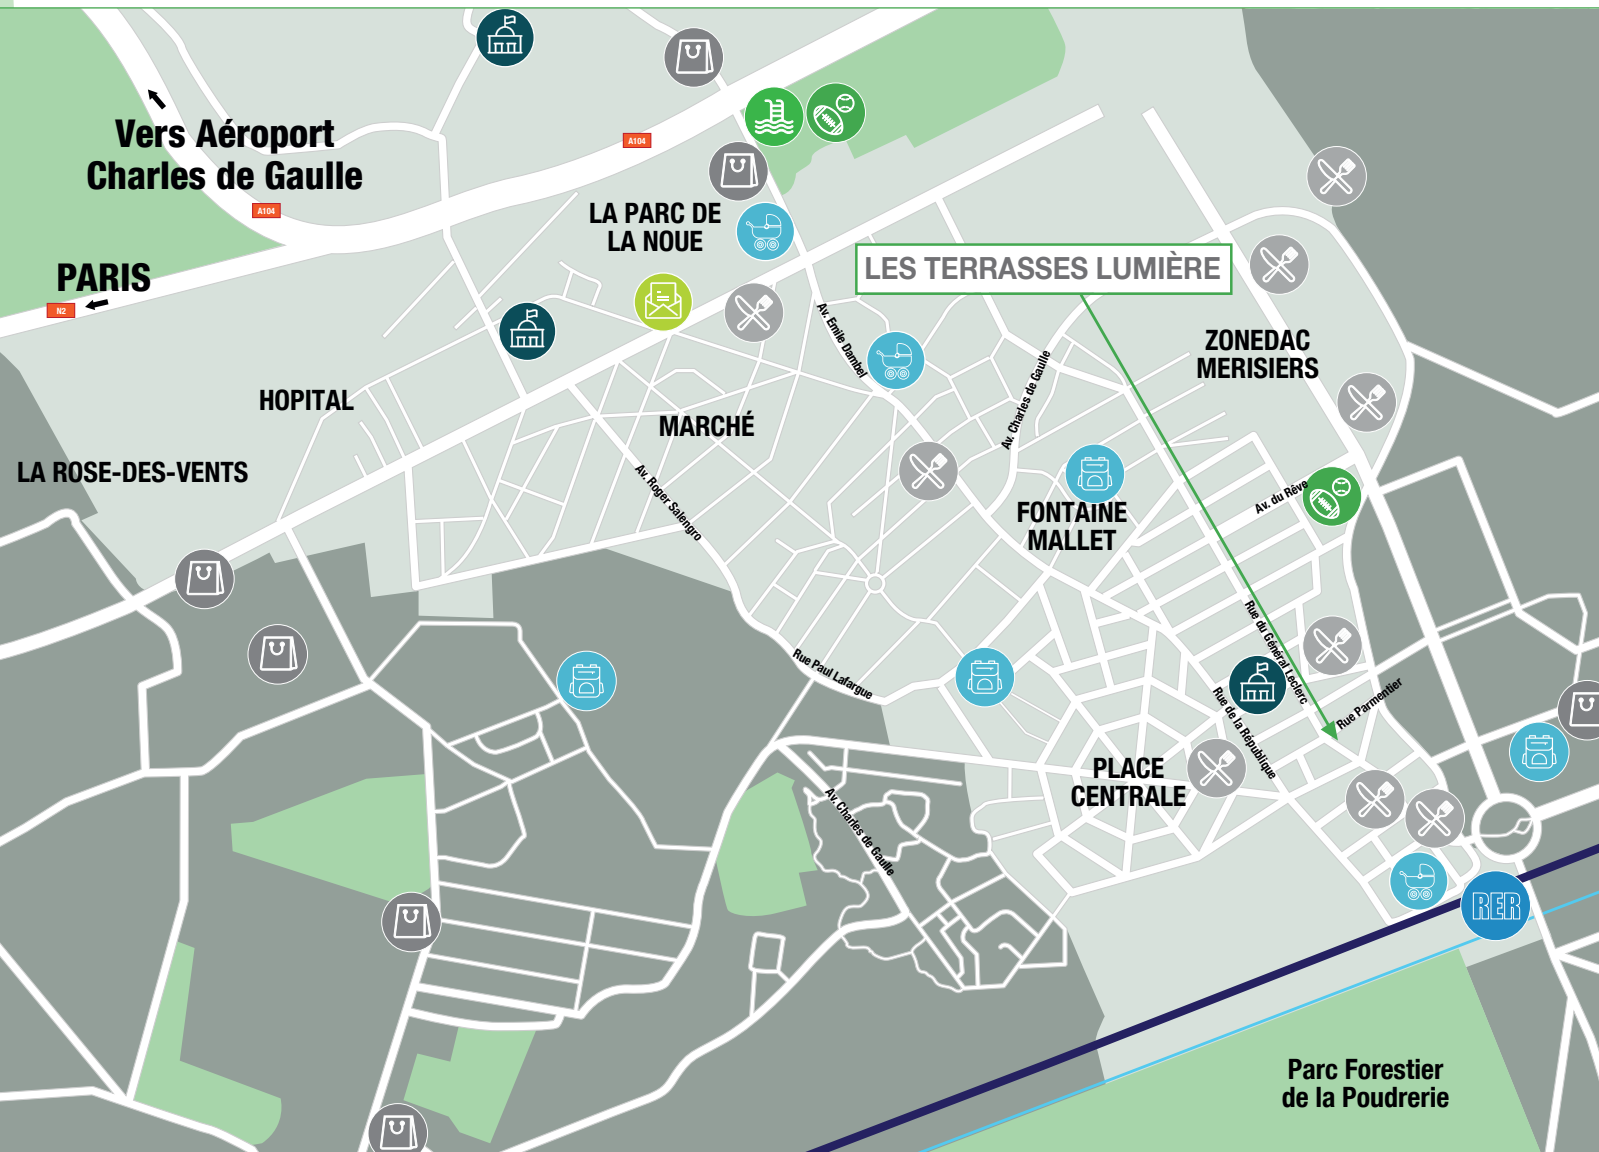 A104
Vers Aéroport
Charles de Gaulle
A104
LA PARC DE
LA NOUE
PARIS
N2
LES TERRASSES LUMIÈRE
Av. Emile Dambel
ZONEDAC
MERISIERS
Av. Charles de Gaulle
HOPITAL
MARCHÉ
LA ROSE-DES-VENTS
Av. Roger Salengro
Av. du Rêve
FONTAINE
MALLET
Rue du Général Leclerc
Rue Paul Lafargue
Rue de la République
Rue Parmentier
PLACE
CENTRALE
Av. Charles de Gaulle
RER
Parc Forestier
de la Poudrerie